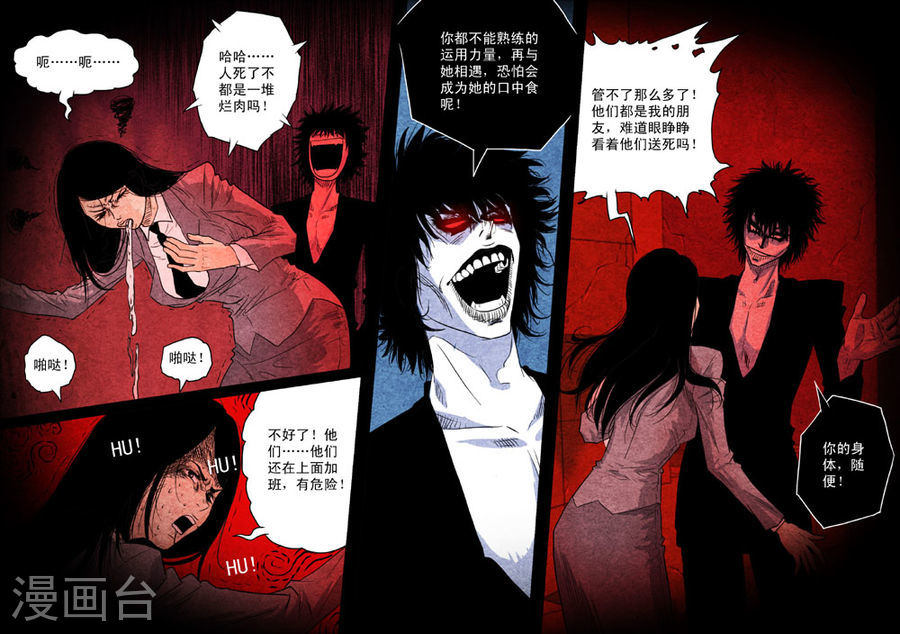 呃……呃……
哈哈……
人死了不
都是一堆
烂肉吗！
啪哒！
啪哒！
HU！
HU！
HU！
不好了！他
们……他们
还在上面加
班，有危险！
你都不能熟练的
运用力量，再与
她相遇，恐怕会
成为她的口中食
呢！
管不了那么多了！
他们都是我的朋
友，难道眼睁睁
看着他们送死吗！
你的身
体，随
便！
漫画台